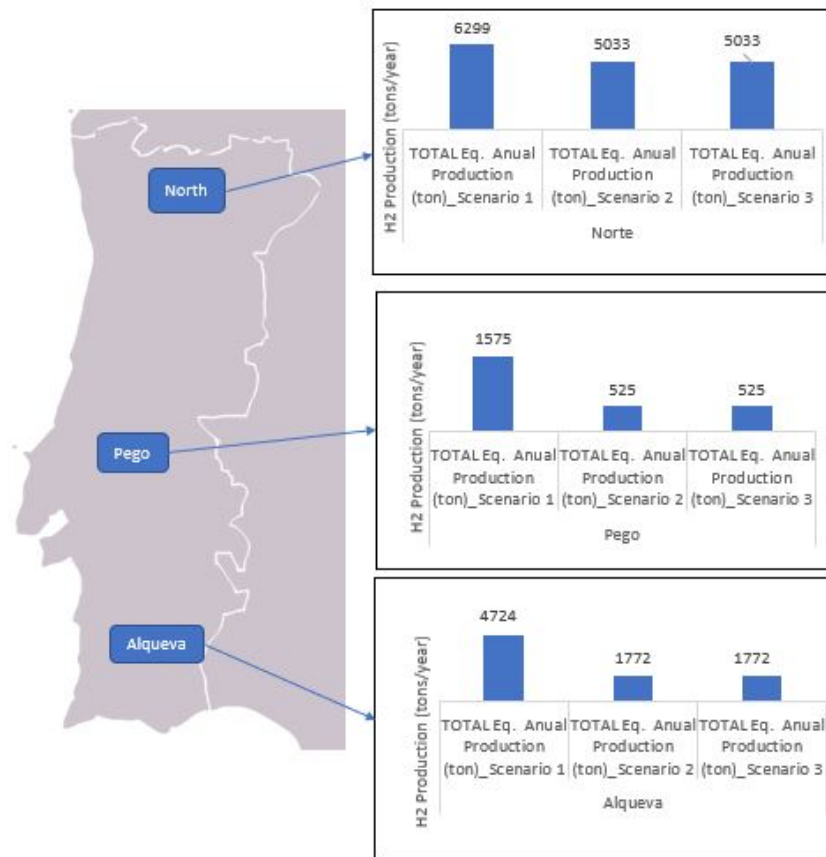 North
Pego
Alqueva
H2 Production (tons/year)
6299
5033
5033
TOTAL Eq. Anual TOTAL Eq. Anual TOTAL Eq. Anual
Production Production Production
(ton)_Scenario 1 (ton)_Scenario 2 (ton)_Scenario 3
Norte
H2 Production (tons/year)
1575
525
525
TOTAL Eq. Anual TOTAL Eq. Anual TOTAL Eq. Anual
Production Production Production
(ton)_Scenario 1 (ton)_Scenario 2 (ton)_Scenario 3
Pego
H2 Production (tons/year)
4724
1772
1772
TOTAL Eq. Anual TOTAL Eq. Anual TOTAL Eq. Anual
Production Production Production
(ton)_Scenario 1 (ton)_Scenario 2 (ton)_Scenario 3
Alqueva